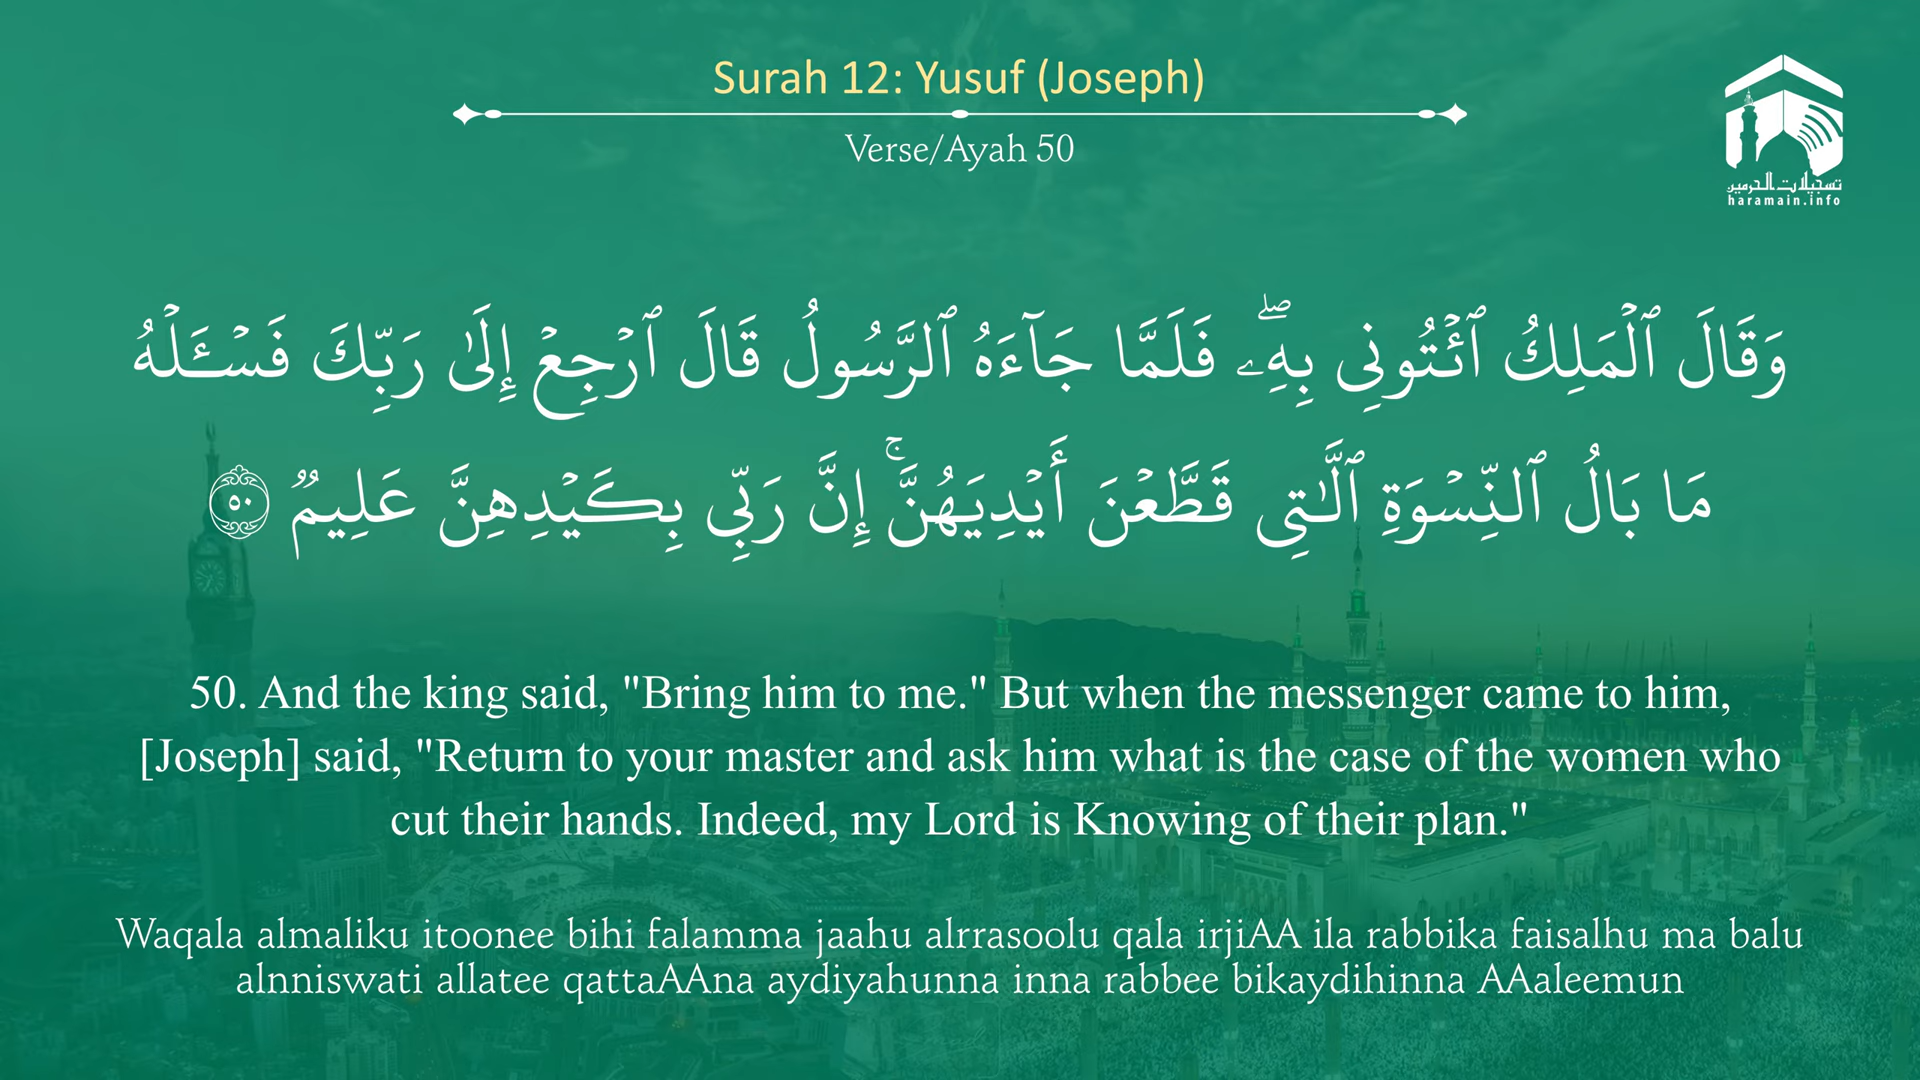 Surah 12: Yusuf (Joseph)
Verse/Ayah 50
تسجيلات الحرمين
haramain.info
وَقَالَ ٱلْمَلِكُ ٱئْتُونِى بِهِۦ ۖ فَلَمَّا جَآءَهُ ٱلرَّسُولُ قَالَ ٱرْجِعْ إِلَىٰ رَبِّكَ فَسْـَٔلْهُ
مَا بَالُ ٱلنِّسْوَةِ ٱلَّـٰتِى قَطَّعْنَ أَيْدِيَهُنَّ ۚ إِنَّ رَبِّى بِكَيْدِهِنَّ عَلِيمٌ ٥٠
50. And the king said, "Bring him to me." But when the messenger came to him,
[Joseph] said, "Return to your master and ask him what is the case of the women who
cut their hands. Indeed, my Lord is Knowing of their plan."
Waqala almaliku itoonee bihi falamma jaahu alrrasoolu qala irjiAA ila rabbika faisalhu ma balu
alnniswati allatee qattaAAna aydiyahunna inna rabbee bikaydihinna AAaleemun